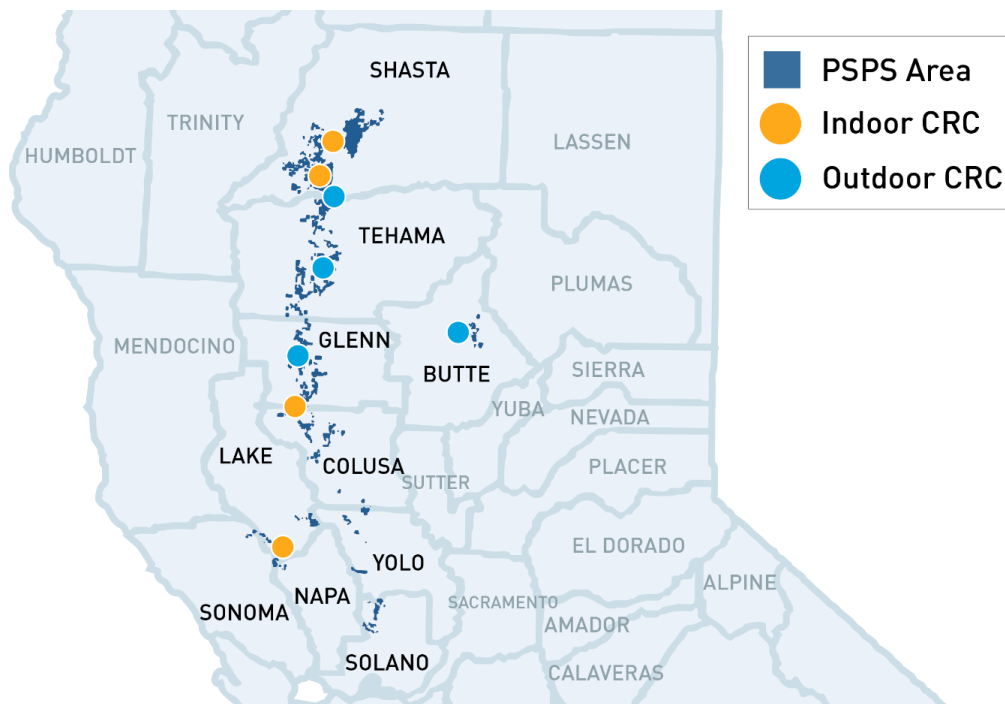 SHASTA
PSPS Area
TRINITY
Indoor CRC
HUMBOLDT
LASSEN
Outdoor CRC
TEHAMA
PLUMAS
MENDOCINO
GLENN
BUTTE
SIERRA
YUBA
NEVADA
LAKE
COLUSA
PLACER
SUTTER
EL DORADO
YOLO
ALPINE
NAPA
SACRAMENTO
SONOMA
AMADOR
SOLANO
CALAVERAS